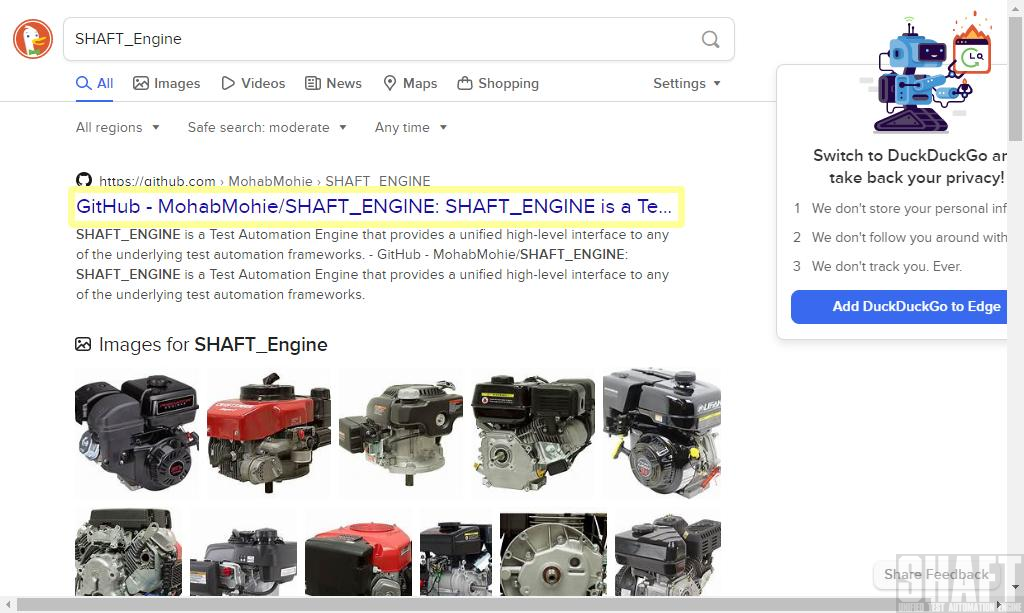 SHAFT_Engine
All Images Videos News Maps Shopping Settings
All regions Safe search: moderate Any time
https://github.com › MohabMohie › SHAFT_ENGINE
GitHub - MohabMohie/SHAFT_ENGINE: SHAFT_ENGINE is a Te...
SHAFT_ENGINE is a Test Automation Engine that provides a unified high-level interface to any
of the underlying test automation frameworks. - GitHub - MohabMohie/SHAFT_ENGINE:
SHAFT_ENGINE is a Test Automation Engine that provides a unified high-level interface to any
of the underlying test automation frameworks.
Images for SHAFT_Engine
Switch to DuckDuckGo an
take back your privacy!
1 We don't store your personal inf
2 We don't follow you around with
3 We don't track you. Ever.
Add DuckDuckGo to Edge
Share Feedback
SHAFT